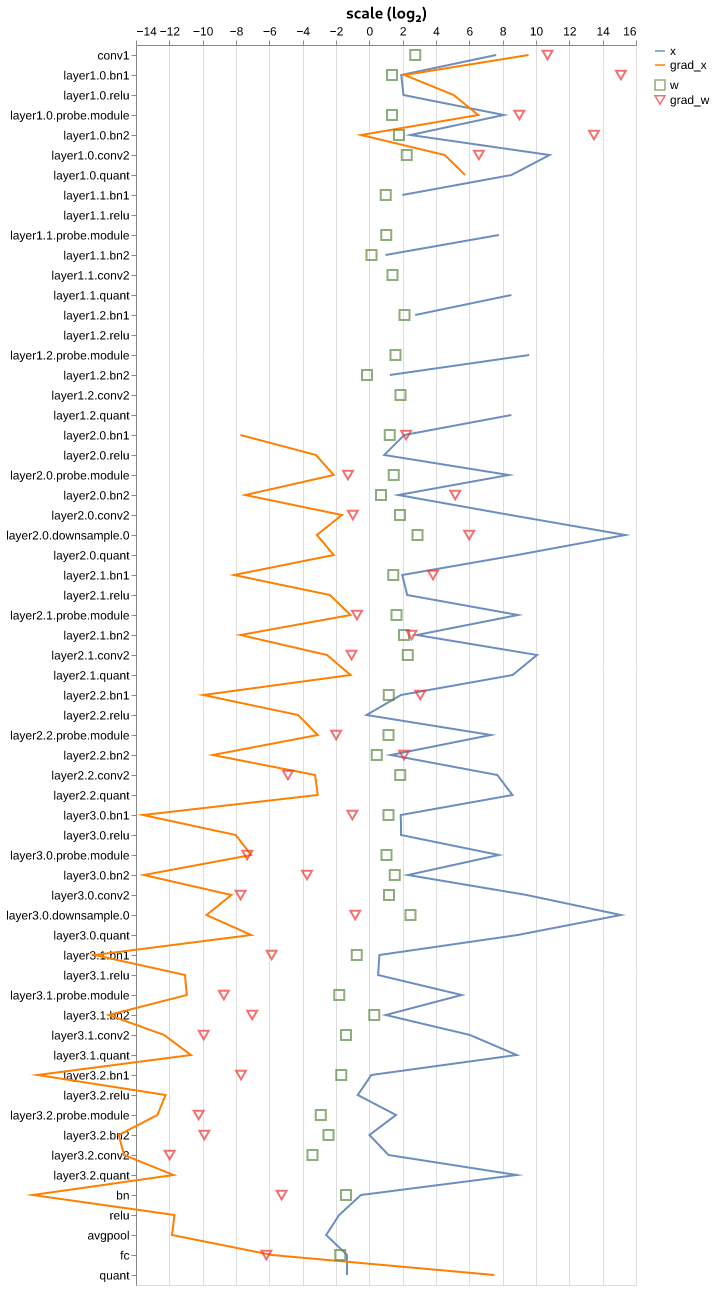 scale (log₂)
−14 −12 −10 −8 −6 −4 −2 0 2 4 6 8 10 12 14 16
x
grad_x
w
grad_w
conv1
layer1.0.bn1
layer1.0.relu
layer1.0.probe.module
layer1.0.bn2
layer1.0.conv2
layer1.0.quant
layer1.1.bn1
layer1.1.relu
layer1.1.probe.module
layer1.1.bn2
layer1.1.conv2
layer1.1.quant
layer1.2.bn1
layer1.2.relu
layer1.2.probe.module
layer1.2.bn2
layer1.2.conv2
layer1.2.quant
layer2.0.bn1
layer2.0.relu
layer2.0.probe.module
layer2.0.bn2
layer2.0.conv2
layer2.0.downsample.0
layer2.0.quant
layer2.1.bn1
layer2.1.relu
layer2.1.probe.module
layer2.1.bn2
layer2.1.conv2
layer2.1.quant
layer2.2.bn1
layer2.2.relu
layer2.2.probe.module
layer2.2.bn2
layer2.2.conv2
layer2.2.quant
layer3.0.bn1
layer3.0.relu
layer3.0.probe.module
layer3.0.bn2
layer3.0.conv2
layer3.0.downsample.0
layer3.0.quant
layer3.1.bn1
layer3.1.relu
layer3.1.probe.module
layer3.1.bn2
layer3.1.conv2
layer3.1.quant
layer3.2.bn1
layer3.2.relu
layer3.2.probe.module
layer3.2.bn2
layer3.2.conv2
layer3.2.quant
bn
relu
avgpool
fc
quant